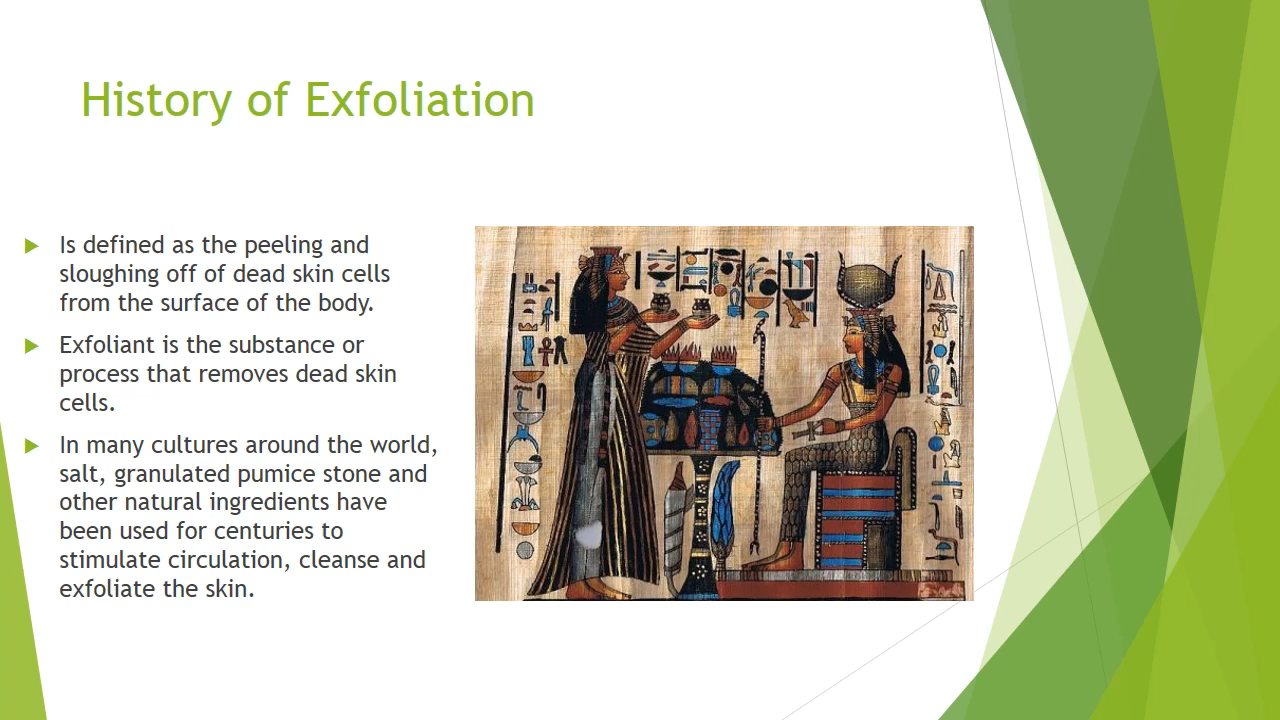 History of Exfoliation
Is defined as the peeling and
sloughing off of dead skin cells
from the surface of the body.
Exfoliant is the substance or
process that removes dead skin
cells.
In many cultures around the world,
salt, granulated pumice stone and
other natural ingredients have
been used for centuries to
stimulate circulation, cleanse and
exfoliate the skin.